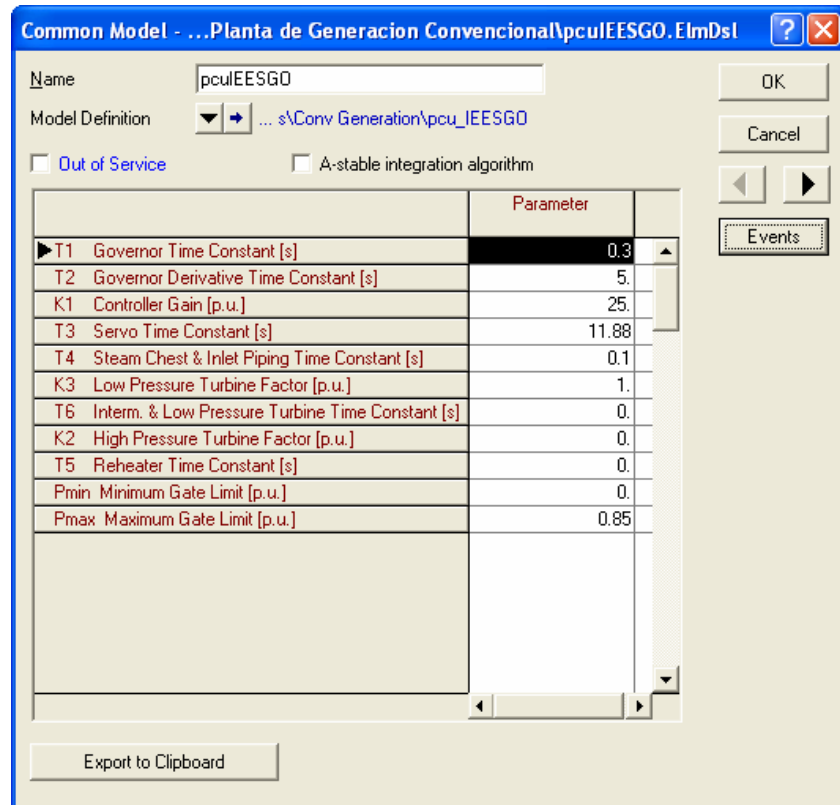 Common Model - ...Planta de Generacion Convencional\pcuIEESGO.ElmDsl
Name pcuIEESGO OK
Model Definition ... s\Conv Generation\pcu_IEESGO Cancel
Out of Service A-stable integration algorithm
Parameter
Events
T1 Governor Time Constant [s] 0.3
T2 Governor Derivative Time Constant [s] 5.
K1 Controller Gain [p.u.] 25.
T3 Servo Time Constant [s] 11.88
T4 Steam Chest & Inlet Piping Time Constant [s] 0.1
K3 Low Pressure Turbine Factor [p.u.] 1.
T6 Interm. & Low Pressure Turbine Time Constant [s] 0.
K2 High Pressure Turbine Factor [p.u.] 0.
T5 Reheater Time Constant [s] 0.
Pmin Minimum Gate Limit [p.u.] 0.
Pmax Maximum Gate Limit [p.u.] 0.85
Export to Clipboard